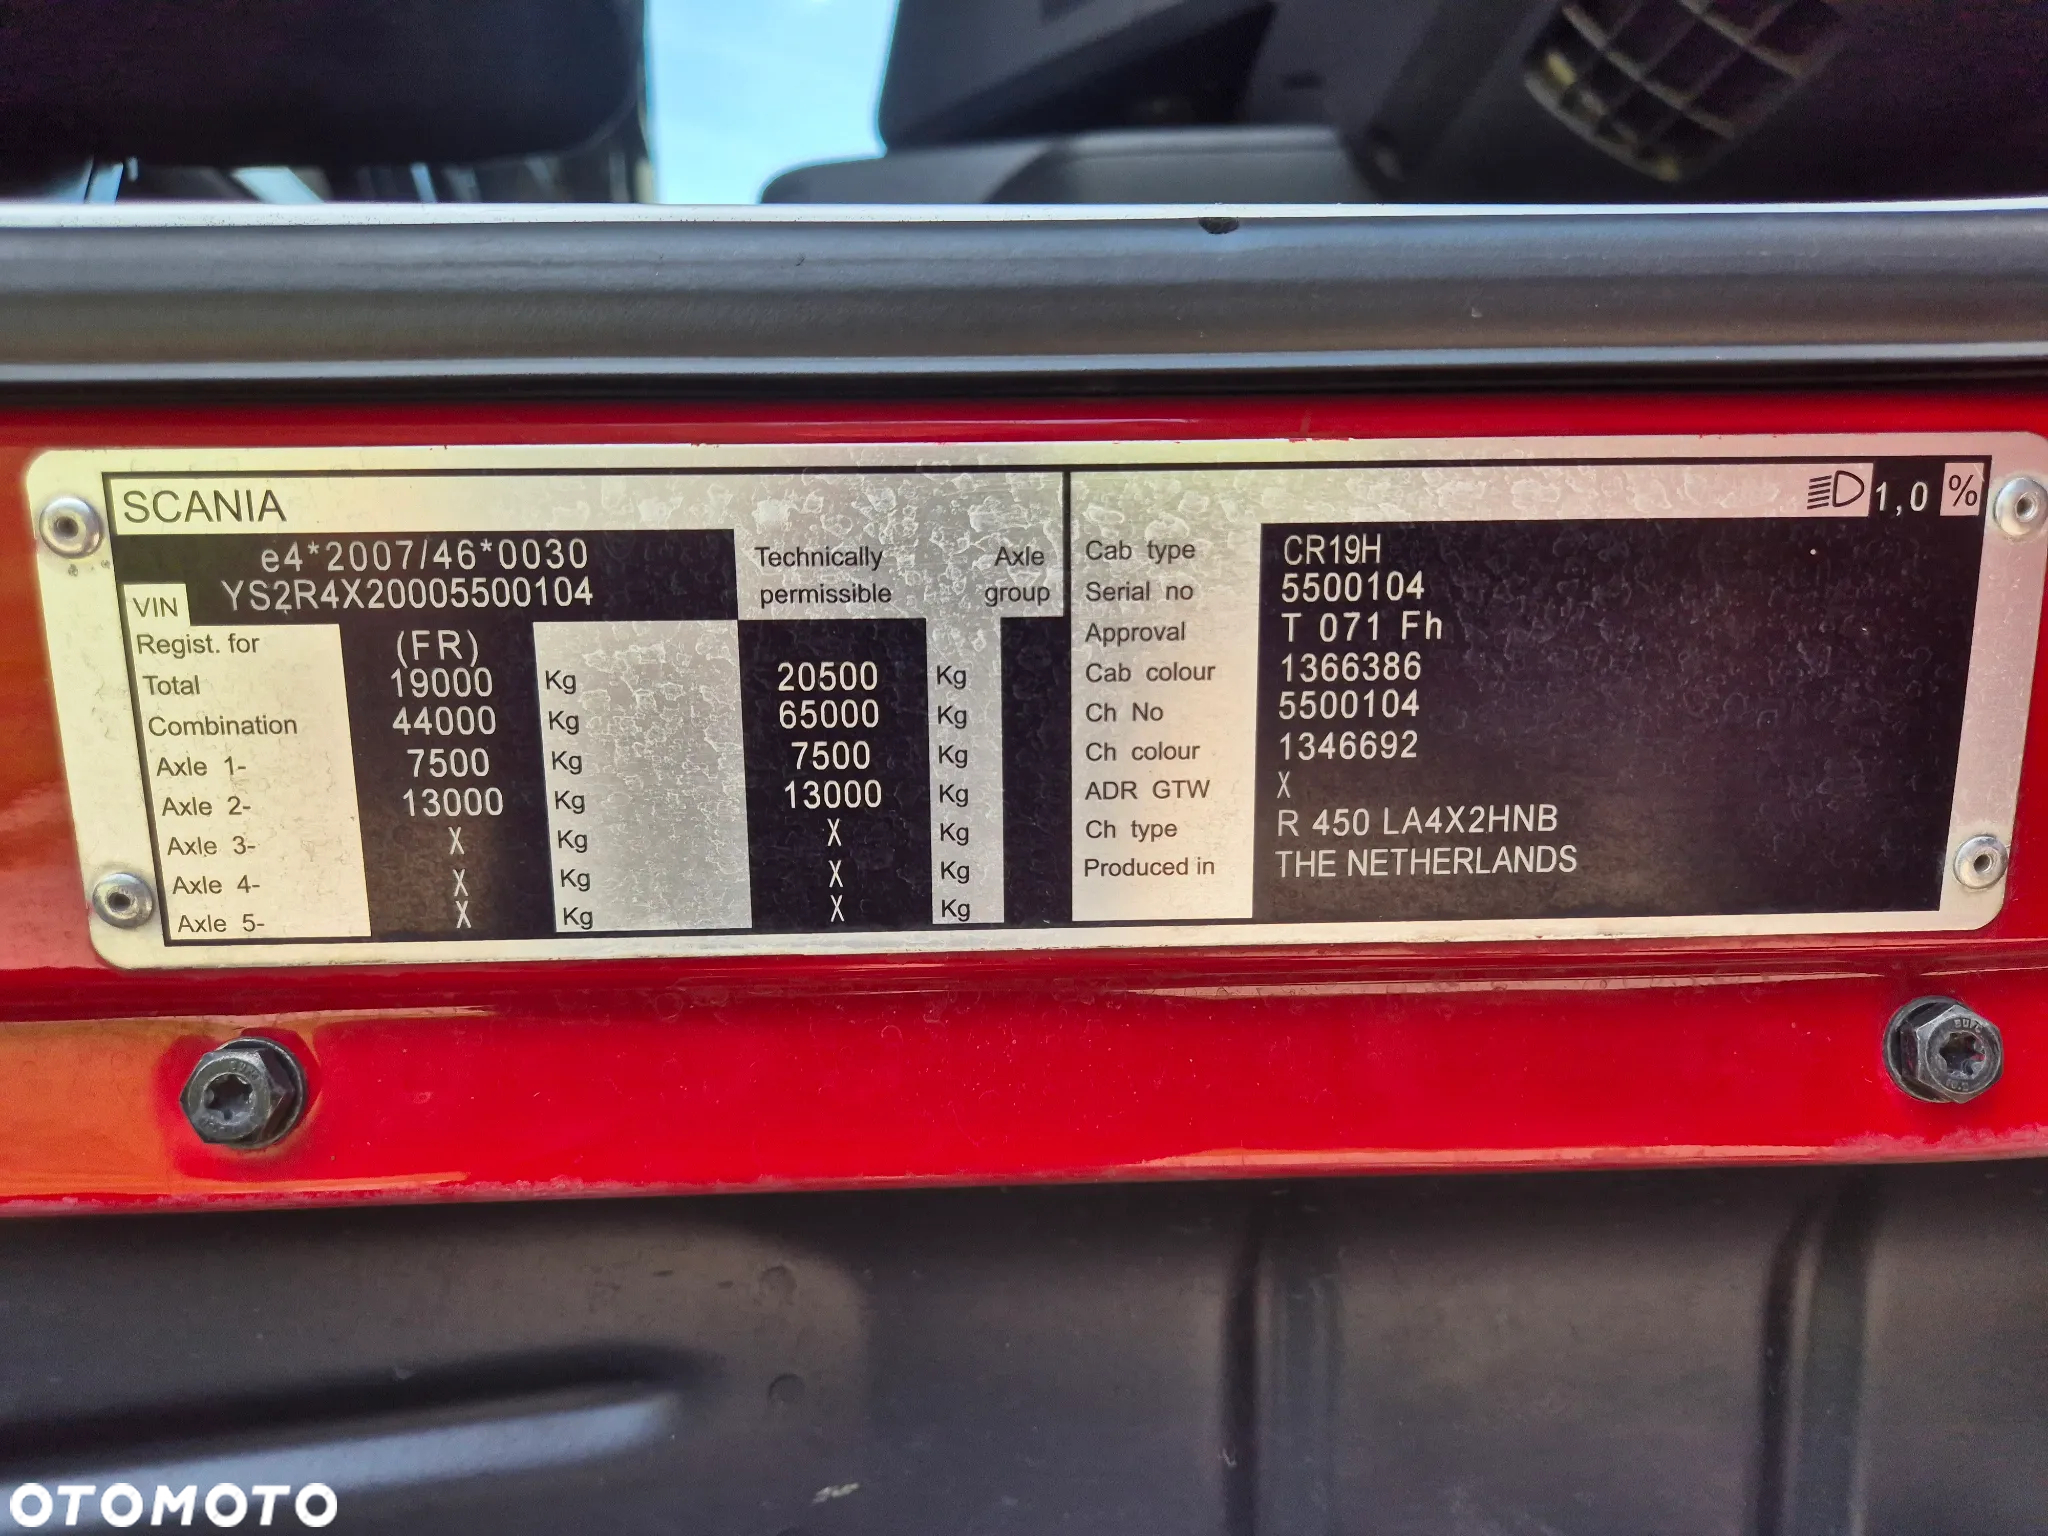 SCANIA
e4*2007/46*0030
VIN YS2R4X20005500104
Technically permissible
Axle group
Regist. for (FR)
Total 19000 Kg 20500 Kg
Combination 44000 Kg 65000 Kg
Axle 1- 7500 Kg 7500 Kg
Axle 2- 13000 Kg 13000 Kg
Axle 3- X Kg X Kg
Axle 4- X Kg X Kg
Axle 5- X Kg X Kg
1,0 %
Cab type CR19H
Serial no 5500104
Approval T 071 Fh
Cab colour 1366386
Ch No 5500104
Ch colour 1346692
ADR GTW X
Ch type R 450 LA4X2HNB
Produced in THE NETHERLANDS
OTOMOTO